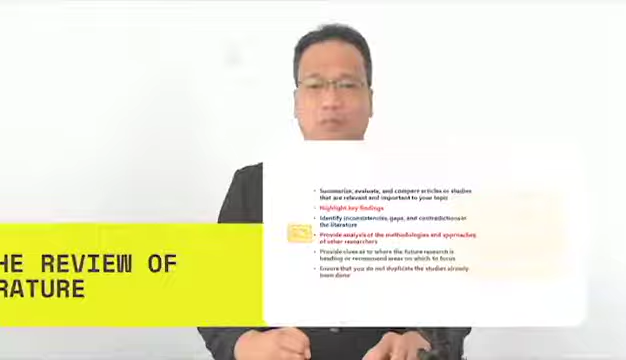 HE REVIEW OF
RATURE
• Summarize, evaluate, and compare articles or studies
that are relevant and important to your topic
• Highlight key findings
• Identify inconsistencies, gaps, and contradictions in
the literature
• Provide analysis of the methodologies and approaches
of other researchers
• Provide clues as to where the future research is
heading or recommend areas on which to focus
• Ensure that you do not duplicate the studies already
been done